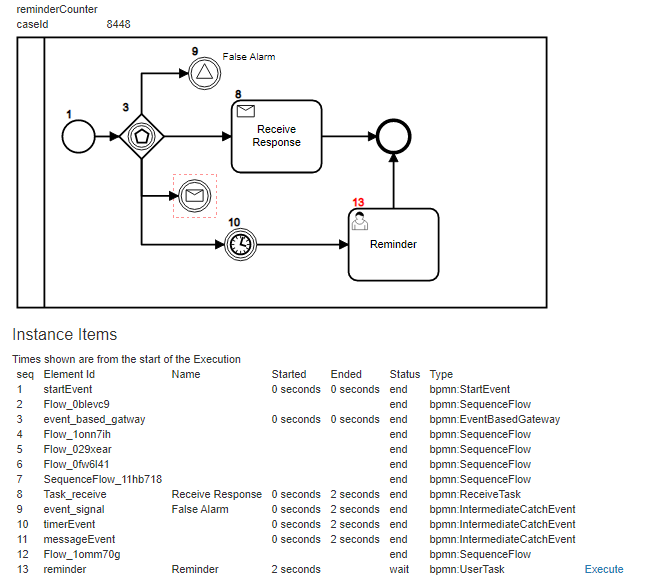 reminderCounter
caseId 8448
9 False Alarm
8
3
1
Receive
Response
13
10
Reminder
Instance Items
Times shown are from the start of the Execution
seq Element Id Name Started Ended Status Type
1 startEvent 0 seconds 0 seconds end bpmn:StartEvent
2 Flow_0blevc9 end bpmn:SequenceFlow
3 event_based_gatway 0 seconds 0 seconds end bpmn:EventBasedGateway
4 Flow_1onn7ih end bpmn:SequenceFlow
5 Flow_029xear end bpmn:SequenceFlow
6 Flow_0fw6l41 end bpmn:SequenceFlow
7 SequenceFlow_11hb718 end bpmn:SequenceFlow
8 Task_receive Receive Response 0 seconds 2 seconds end bpmn:ReceiveTask
9 event_signal False Alarm 0 seconds 2 seconds end bpmn:IntermediateCatchEvent
10 timerEvent 0 seconds 2 seconds end bpmn:IntermediateCatchEvent
11 messageEvent 0 seconds 2 seconds end bpmn:IntermediateCatchEvent
12 Flow_1omm70g end bpmn:SequenceFlow
13 reminder Reminder 2 seconds wait bpmn:UserTask Execute